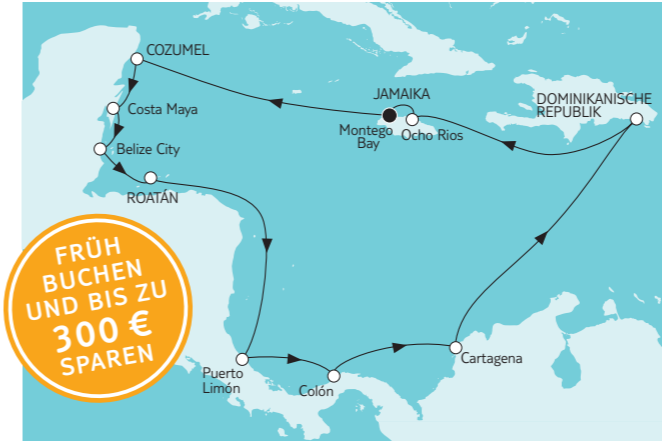 COZUMEL
Costa Maya
Belize City
ROATÁN
JAMAIKA
Montego
Bay
Ocho Rios
DOMINIKANISCHE
REPUBLIK
FRÜH
BUCHEN
UND BIS ZU
300 €
SPAREN
Puerto
Limón
Colón
Cartagena